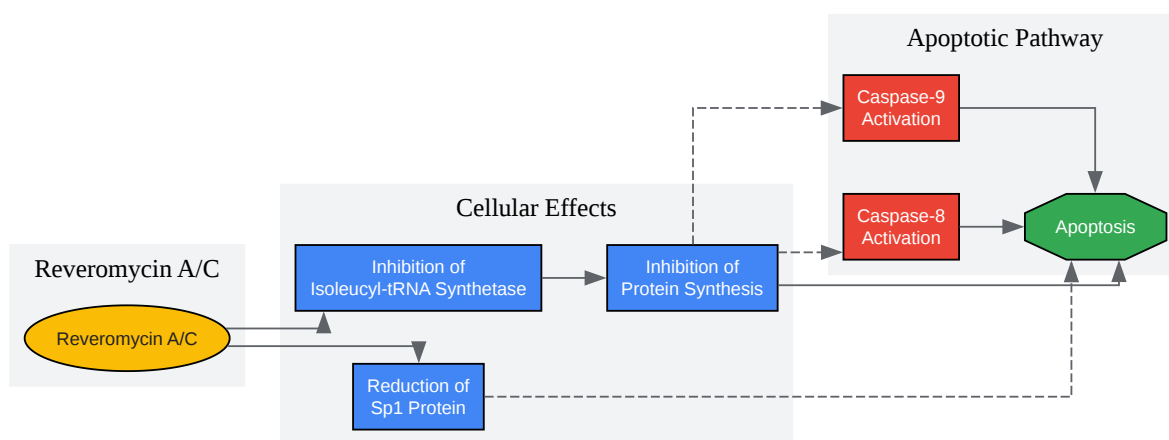 Reveromycin A/C
Reveromycin A/C
Cellular Effects
Inhibition of
Isoleucyl-tRNA Synthetase
Inhibition of
Protein Synthesis
Reduction of
Sp1 Protein
Apoptotic Pathway
Caspase-9
Activation
Caspase-8
Activation
Apoptosis